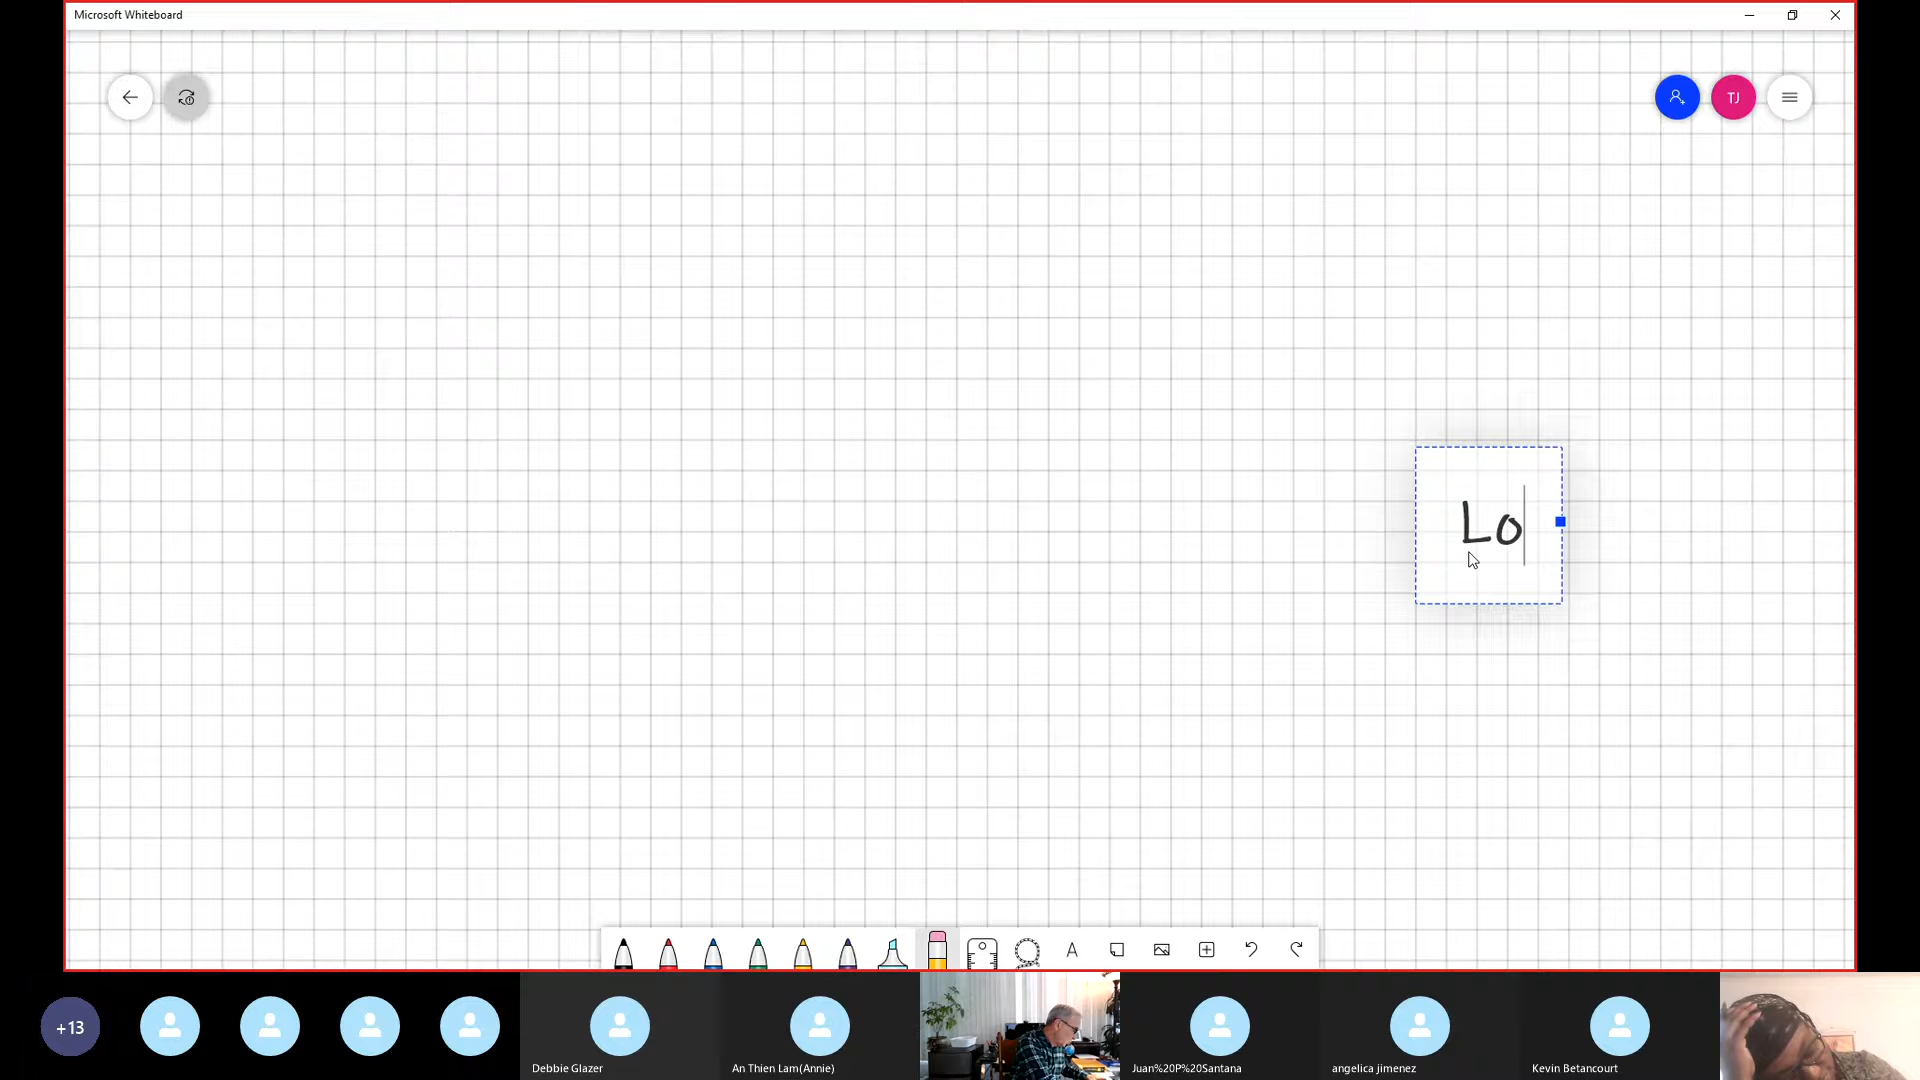 Microsoft Whiteboard
TJ
Lo
A
+13
Debbie Glazer
An Thien Lam(Annie)
Juan%20P%20Santana
angelica jimenez
Kevin Betancourt